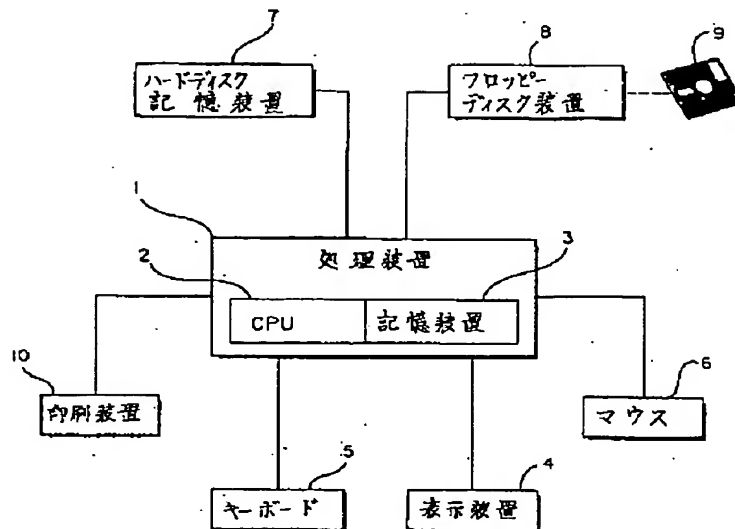 7
8
9
ハードディスク
記憶装置
フロッピー
ディスク装置
1
処理装置
2
3
CPU
記憶装置
10
印刷装置
6
マウス
5
キーボード
4
表示装置